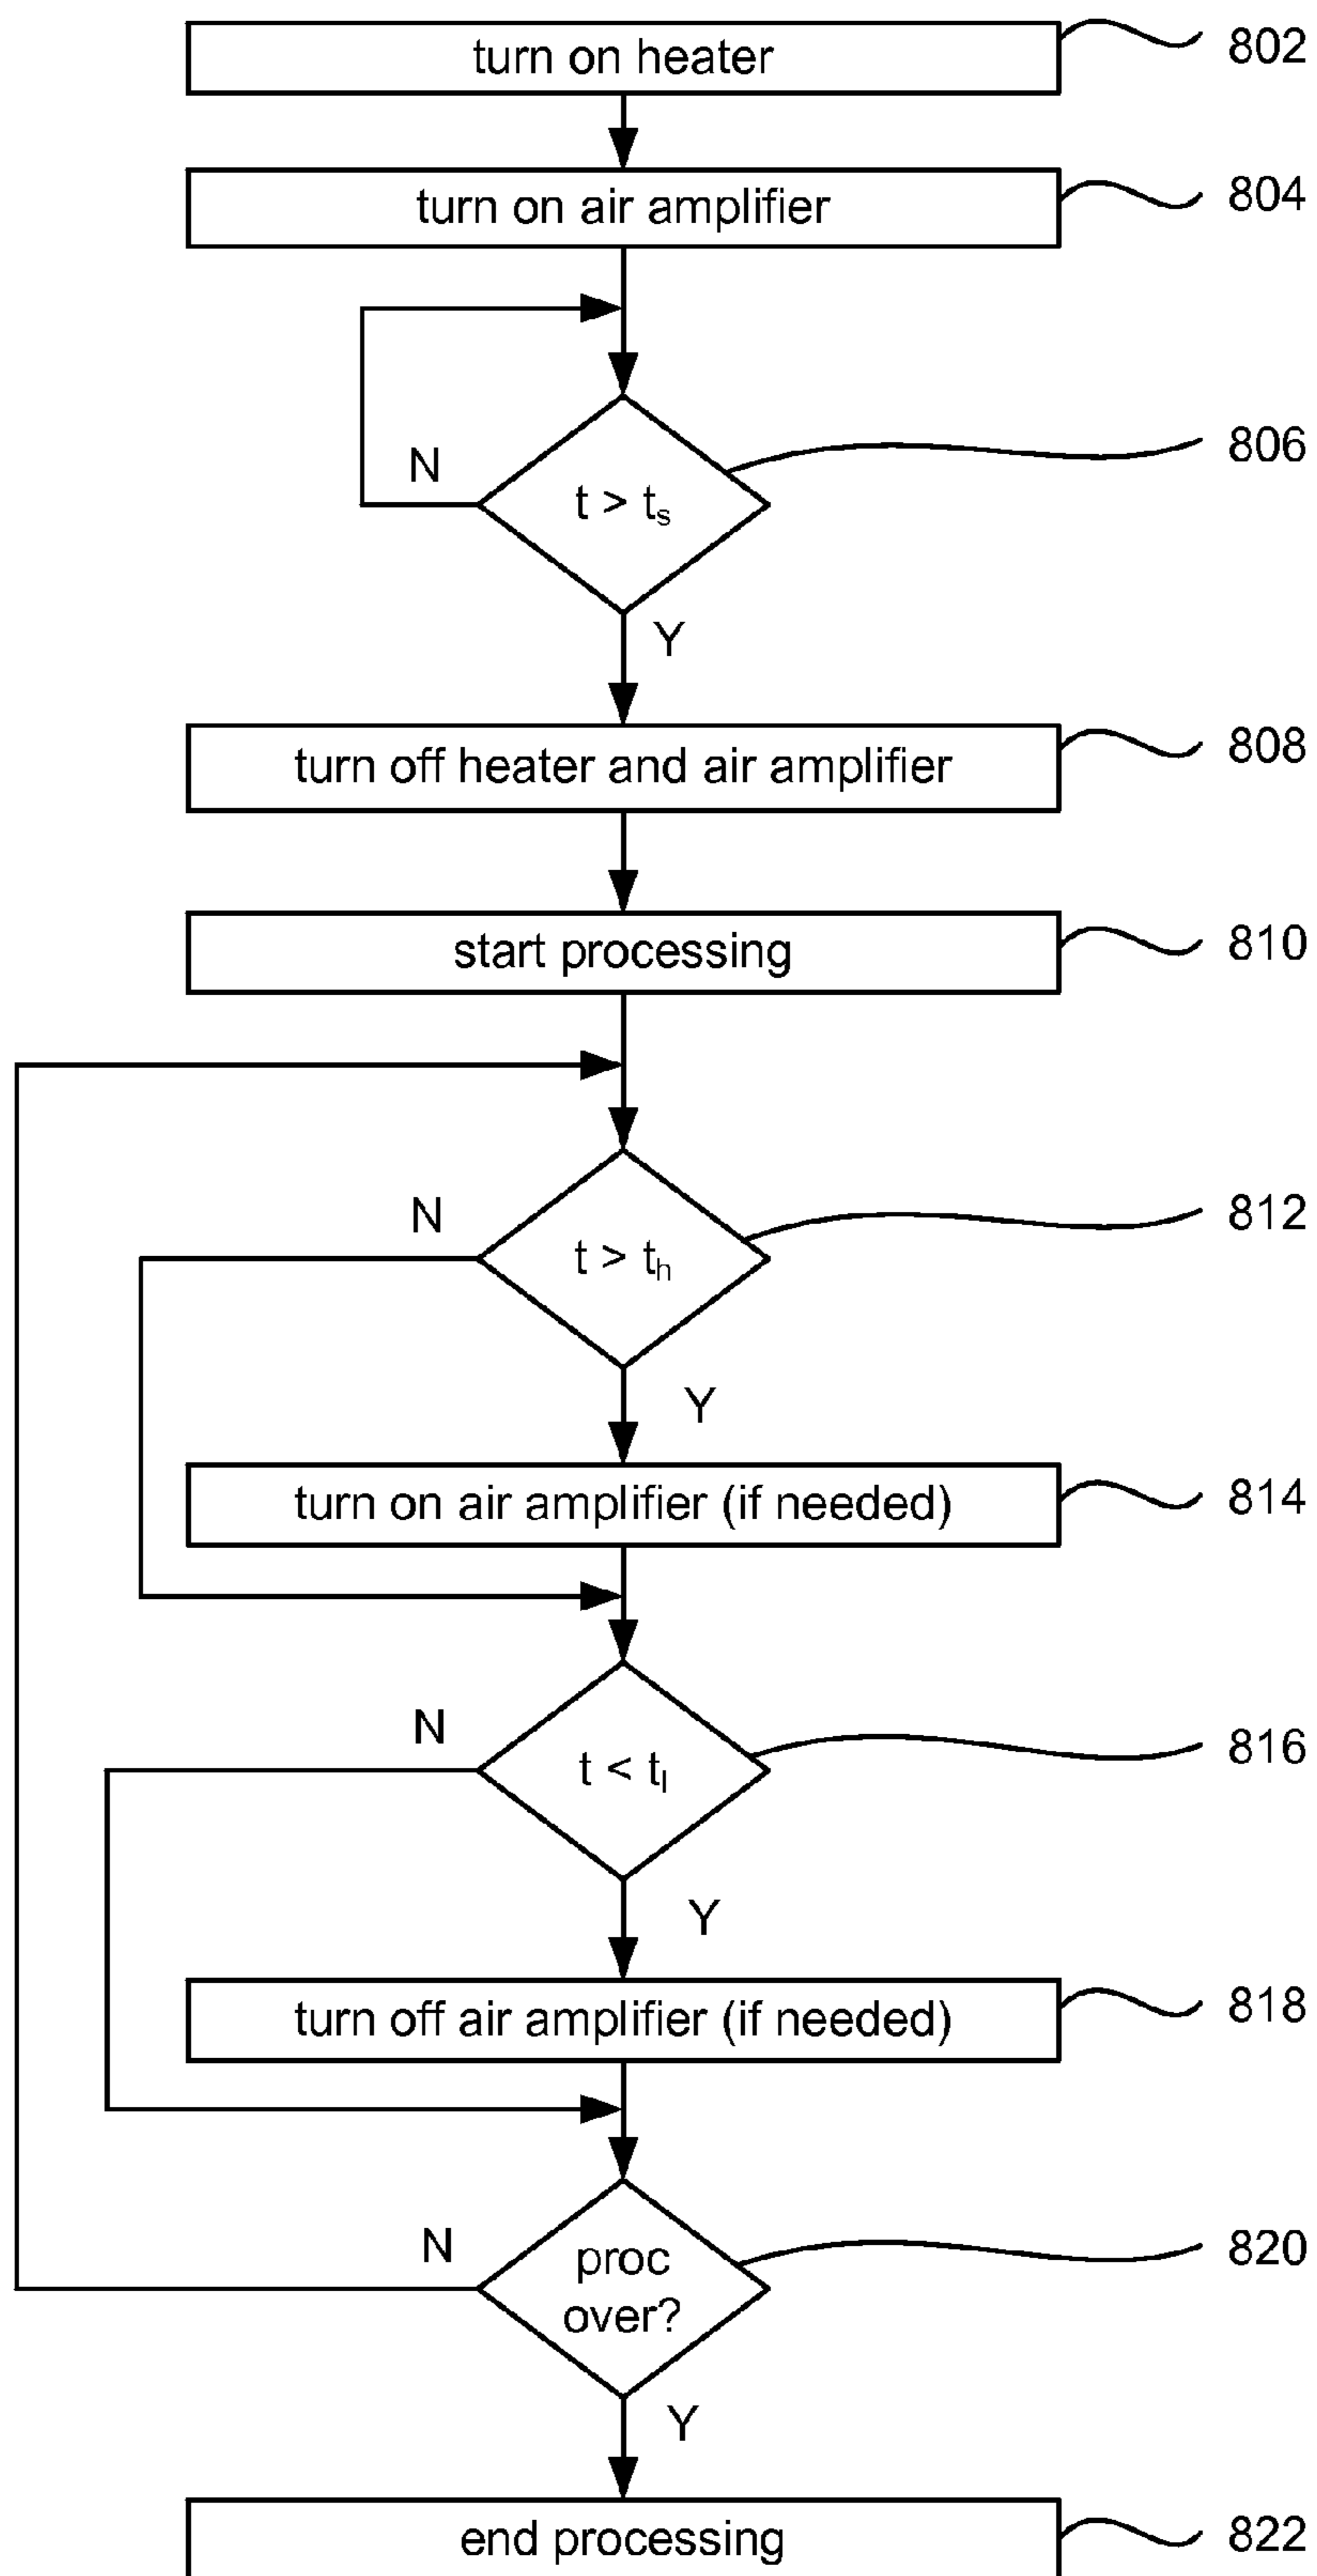 turn on heater 802
turn on air amplifier 804
806
N
t > ts
Y
turn off heater and air amplifier 808
start processing 810
N 812
t > th
Y
turn on air amplifier (if needed) 814
N 816
t < tl
Y
turn off air amplifier (if needed) 818
N 820
proc
over?
Y
end processing 822